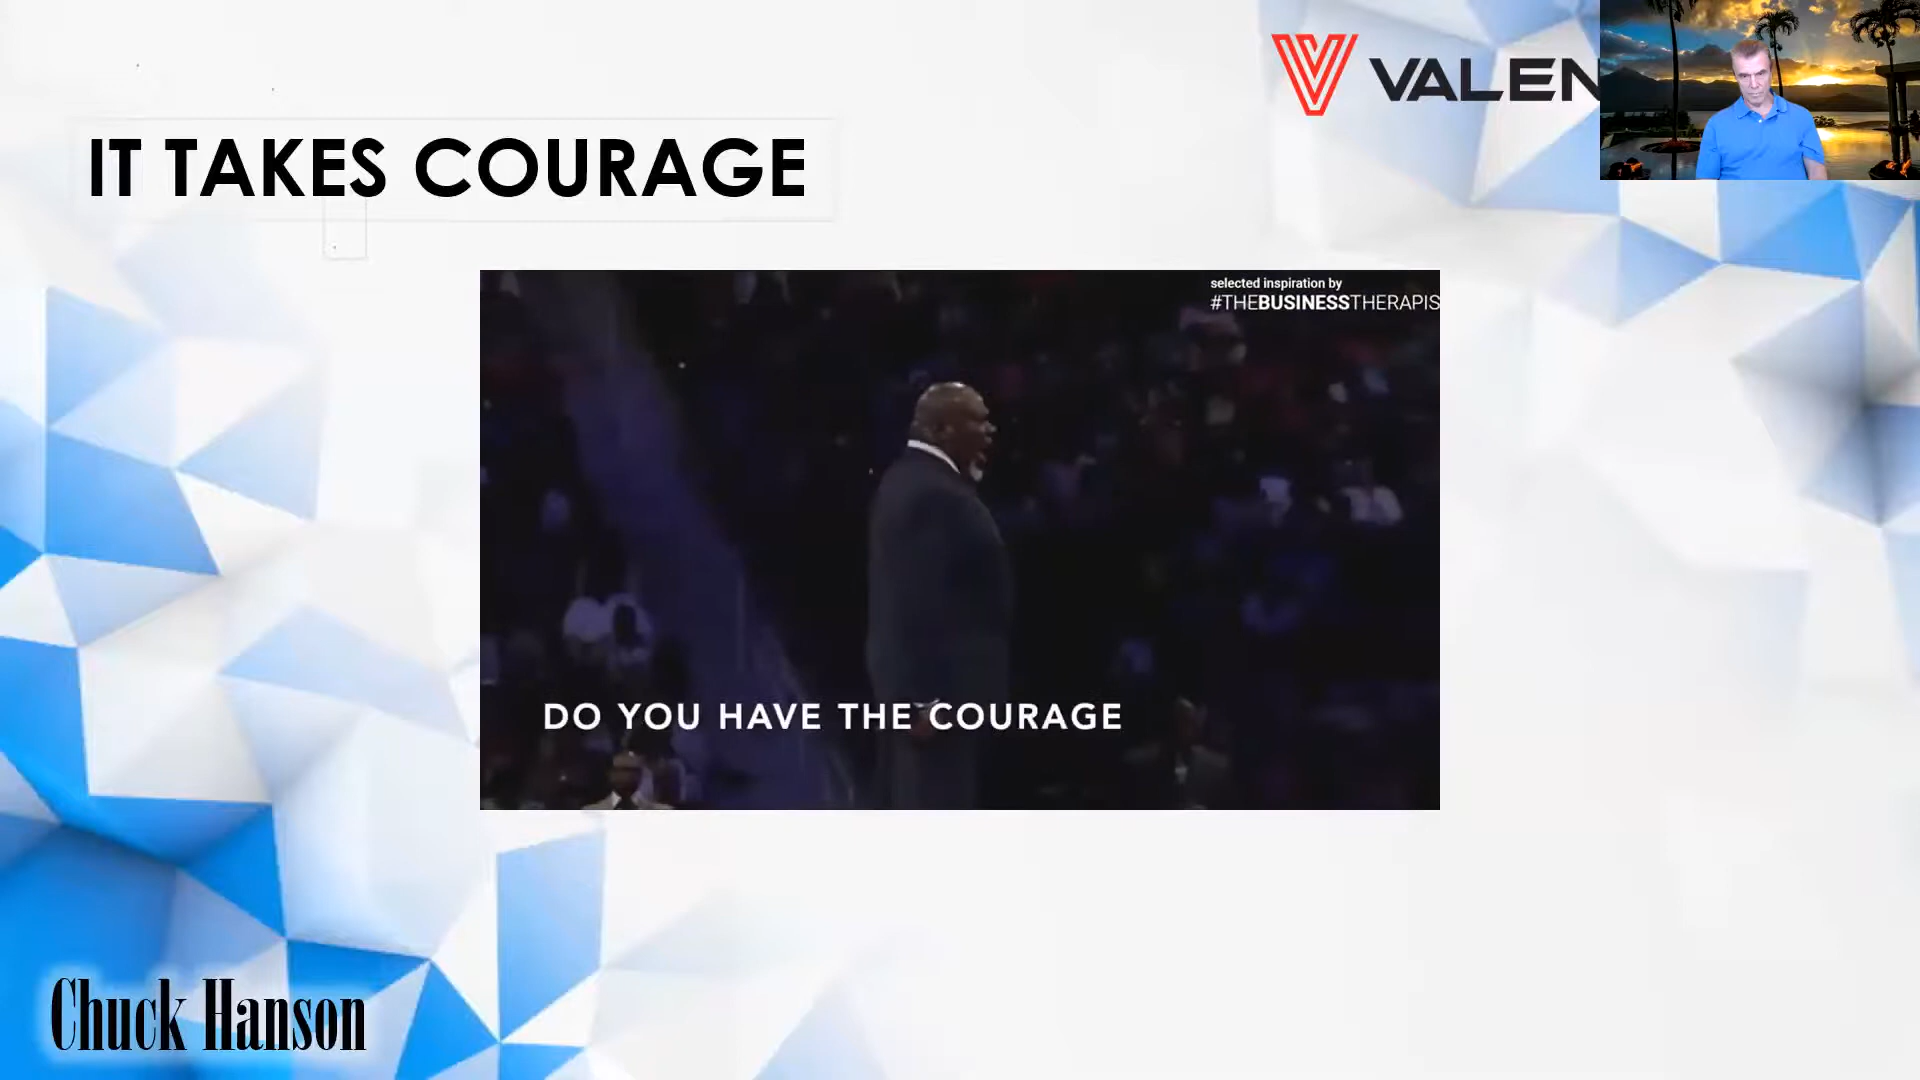 VALEN
IT TAKES COURAGE
selected inspiration by
#THEBUSINESSTHERAPIS
DO YOU HAVE THE COURAGE
Chuck Hanson